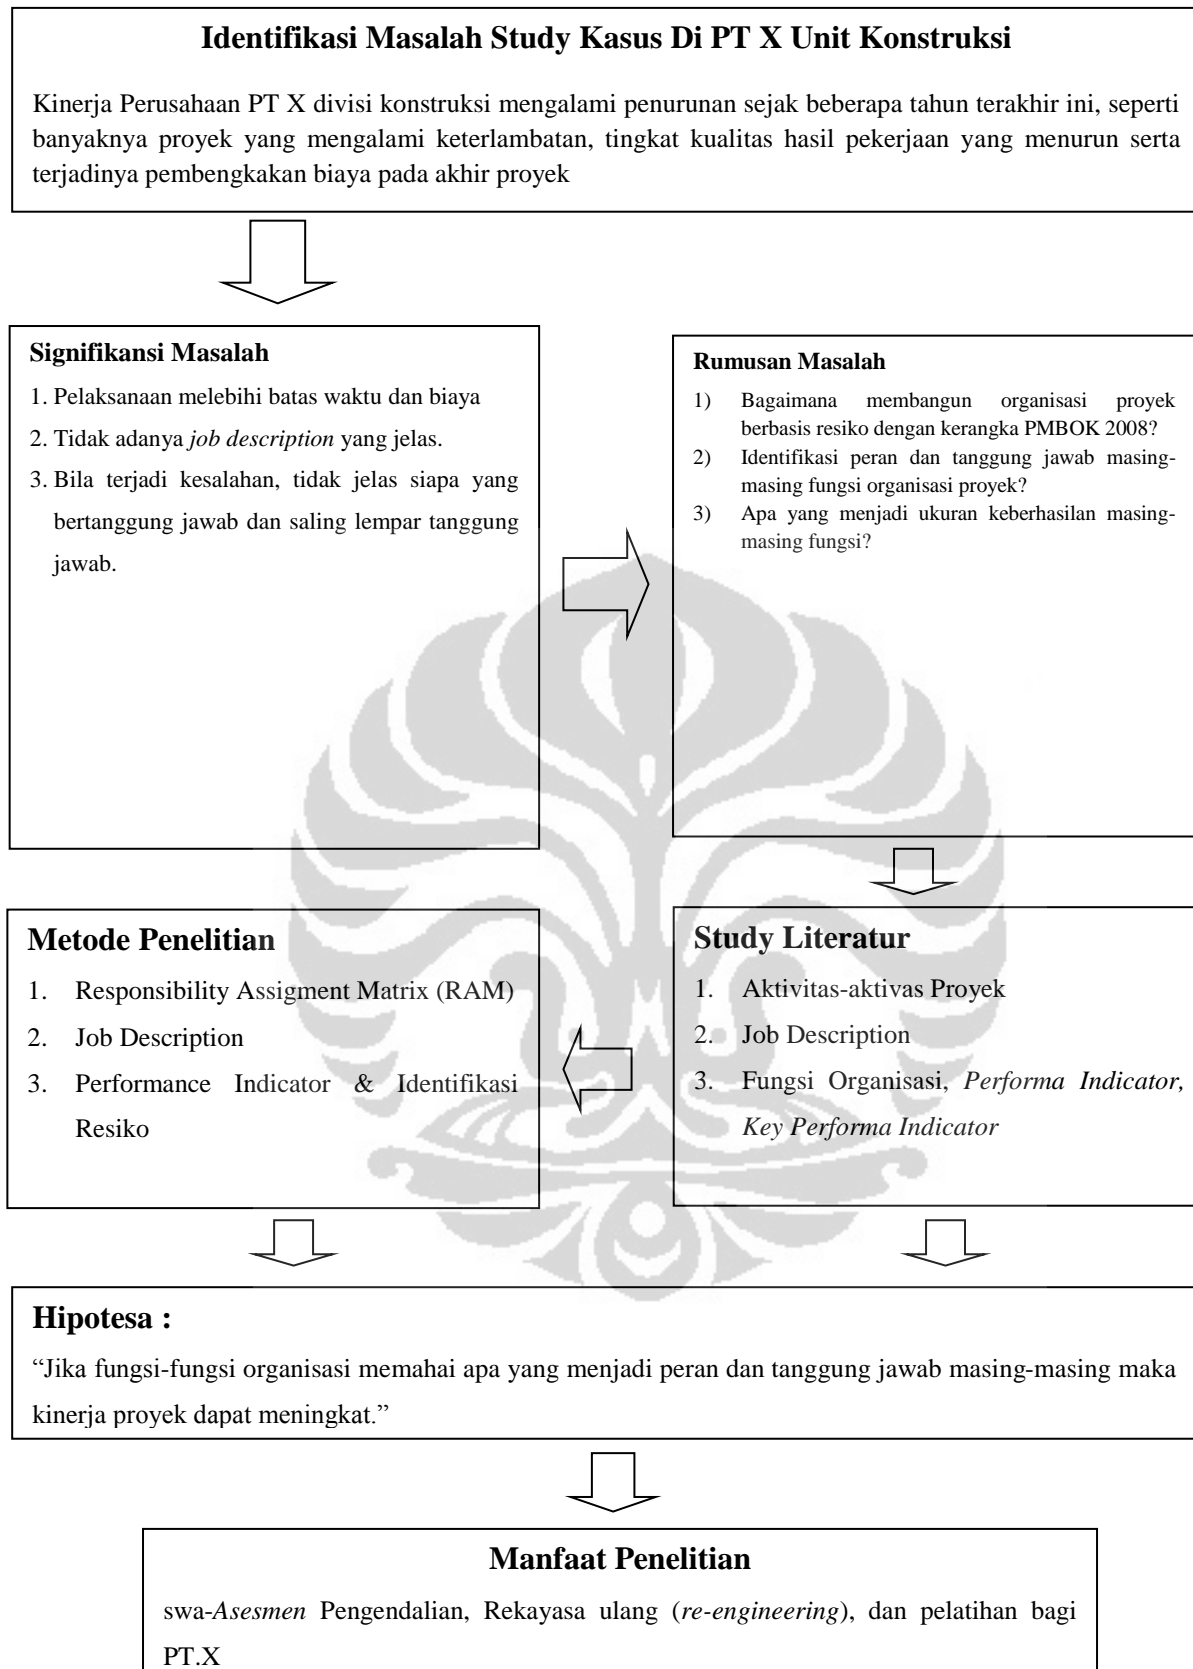 Identifikasi Masalah Study Kasus Di PT X Unit Konstruksi
Kinerja Perusahaan PT X divisi konstruksi mengalami penurunan sejak beberapa tahun terakhir ini, seperti
banyaknya proyek yang mengalami keterlambatan, tingkat kualitas hasil pekerjaan yang menurun serta
terjadinya pembengkakan biaya pada akhir proyek
Signifikansi Masalah
1. Pelaksanaan melebihi batas waktu dan biaya
2. Tidak adanya job description yang jelas.
3. Bila terjadi kesalahan, tidak jelas siapa yang
bertanggung jawab dan saling lempar tanggung
jawab.
Rumusan Masalah
1) Bagaimana membangun organisasi proyek
berbasis resiko dengan kerangka PMBOK 2008?
2) Identifikasi peran dan tanggung jawab masing-
masing fungsi organisasi proyek?
3) Apa yang menjadi ukuran keberhasilan masing-
masing fungsi?
Metode Penelitian
1. Responsibility Assigment Matrix (RAM)
2. Job Description
3. Performance Indicator & Identifikasi
Resiko
Study Literatur
1. Aktivitas-aktivas Proyek
2. Job Description
3. Fungsi Organisasi, Performa Indicator,
Key Performa Indicator
Hipotesa :
“Jika fungsi-fungsi organisasi memahai apa yang menjadi peran dan tanggung jawab masing-masing maka
kinerja proyek dapat meningkat.”
Manfaat Penelitian
swa-Asesmen Pengendalian, Rekayasa ulang (re-engineering), dan pelatihan bagi
PT.X